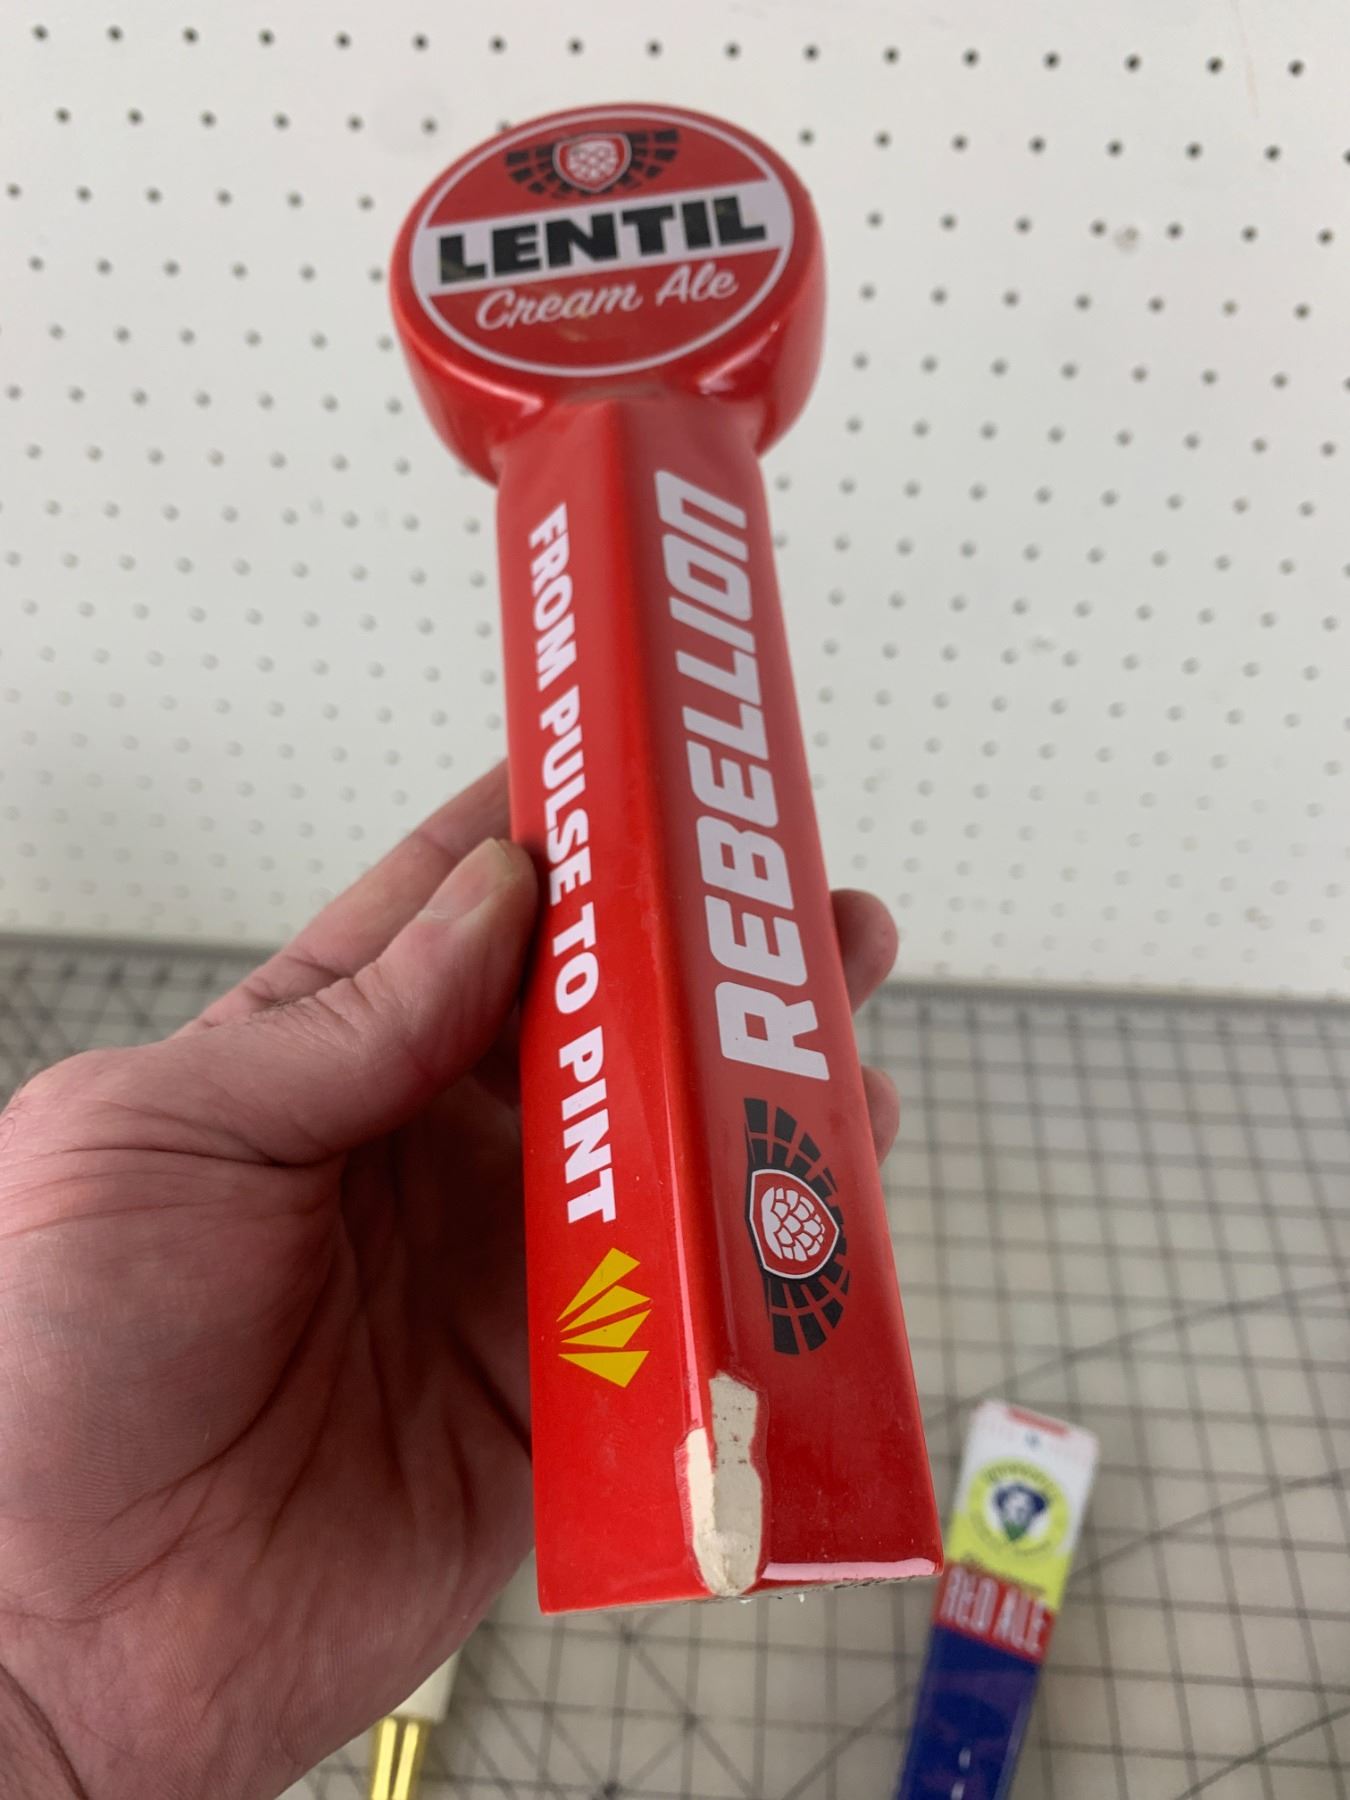 LENTIL
Cream Ale
FROM PULSE TO PINT
REBELLION
RED ALE